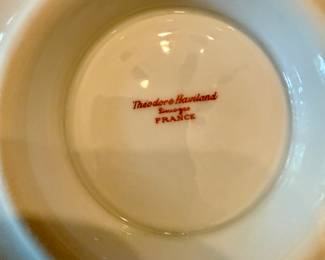 Theodore Haviland
Limoges
FRANCE